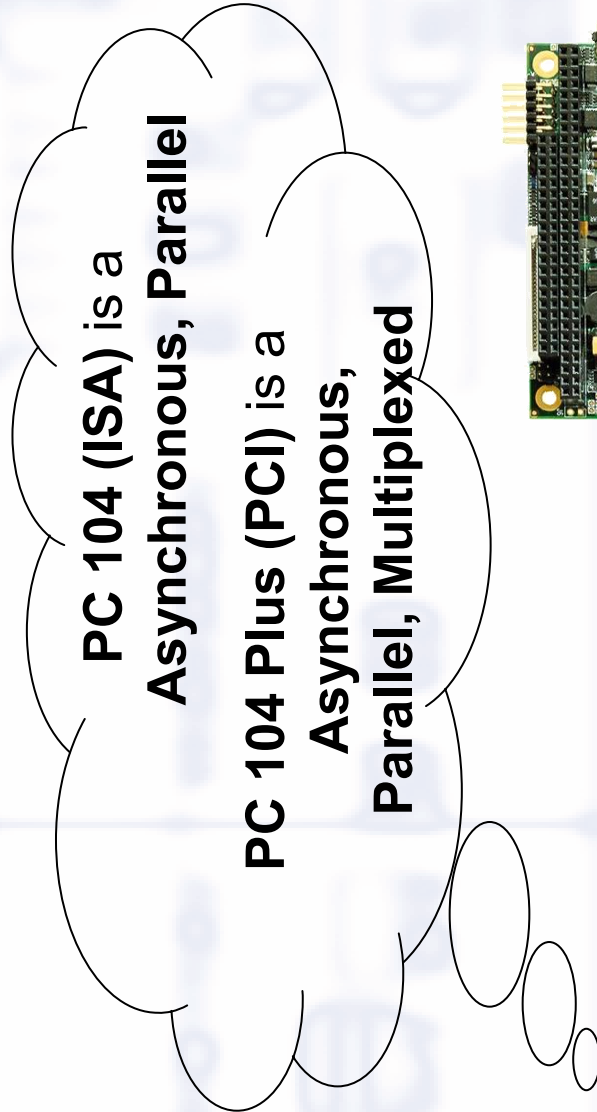 PC 104 (ISA) is a
Asynchronous, Parallel
PC 104 Plus (PCI) is a
Asynchronous,
Parallel, Multiplexed